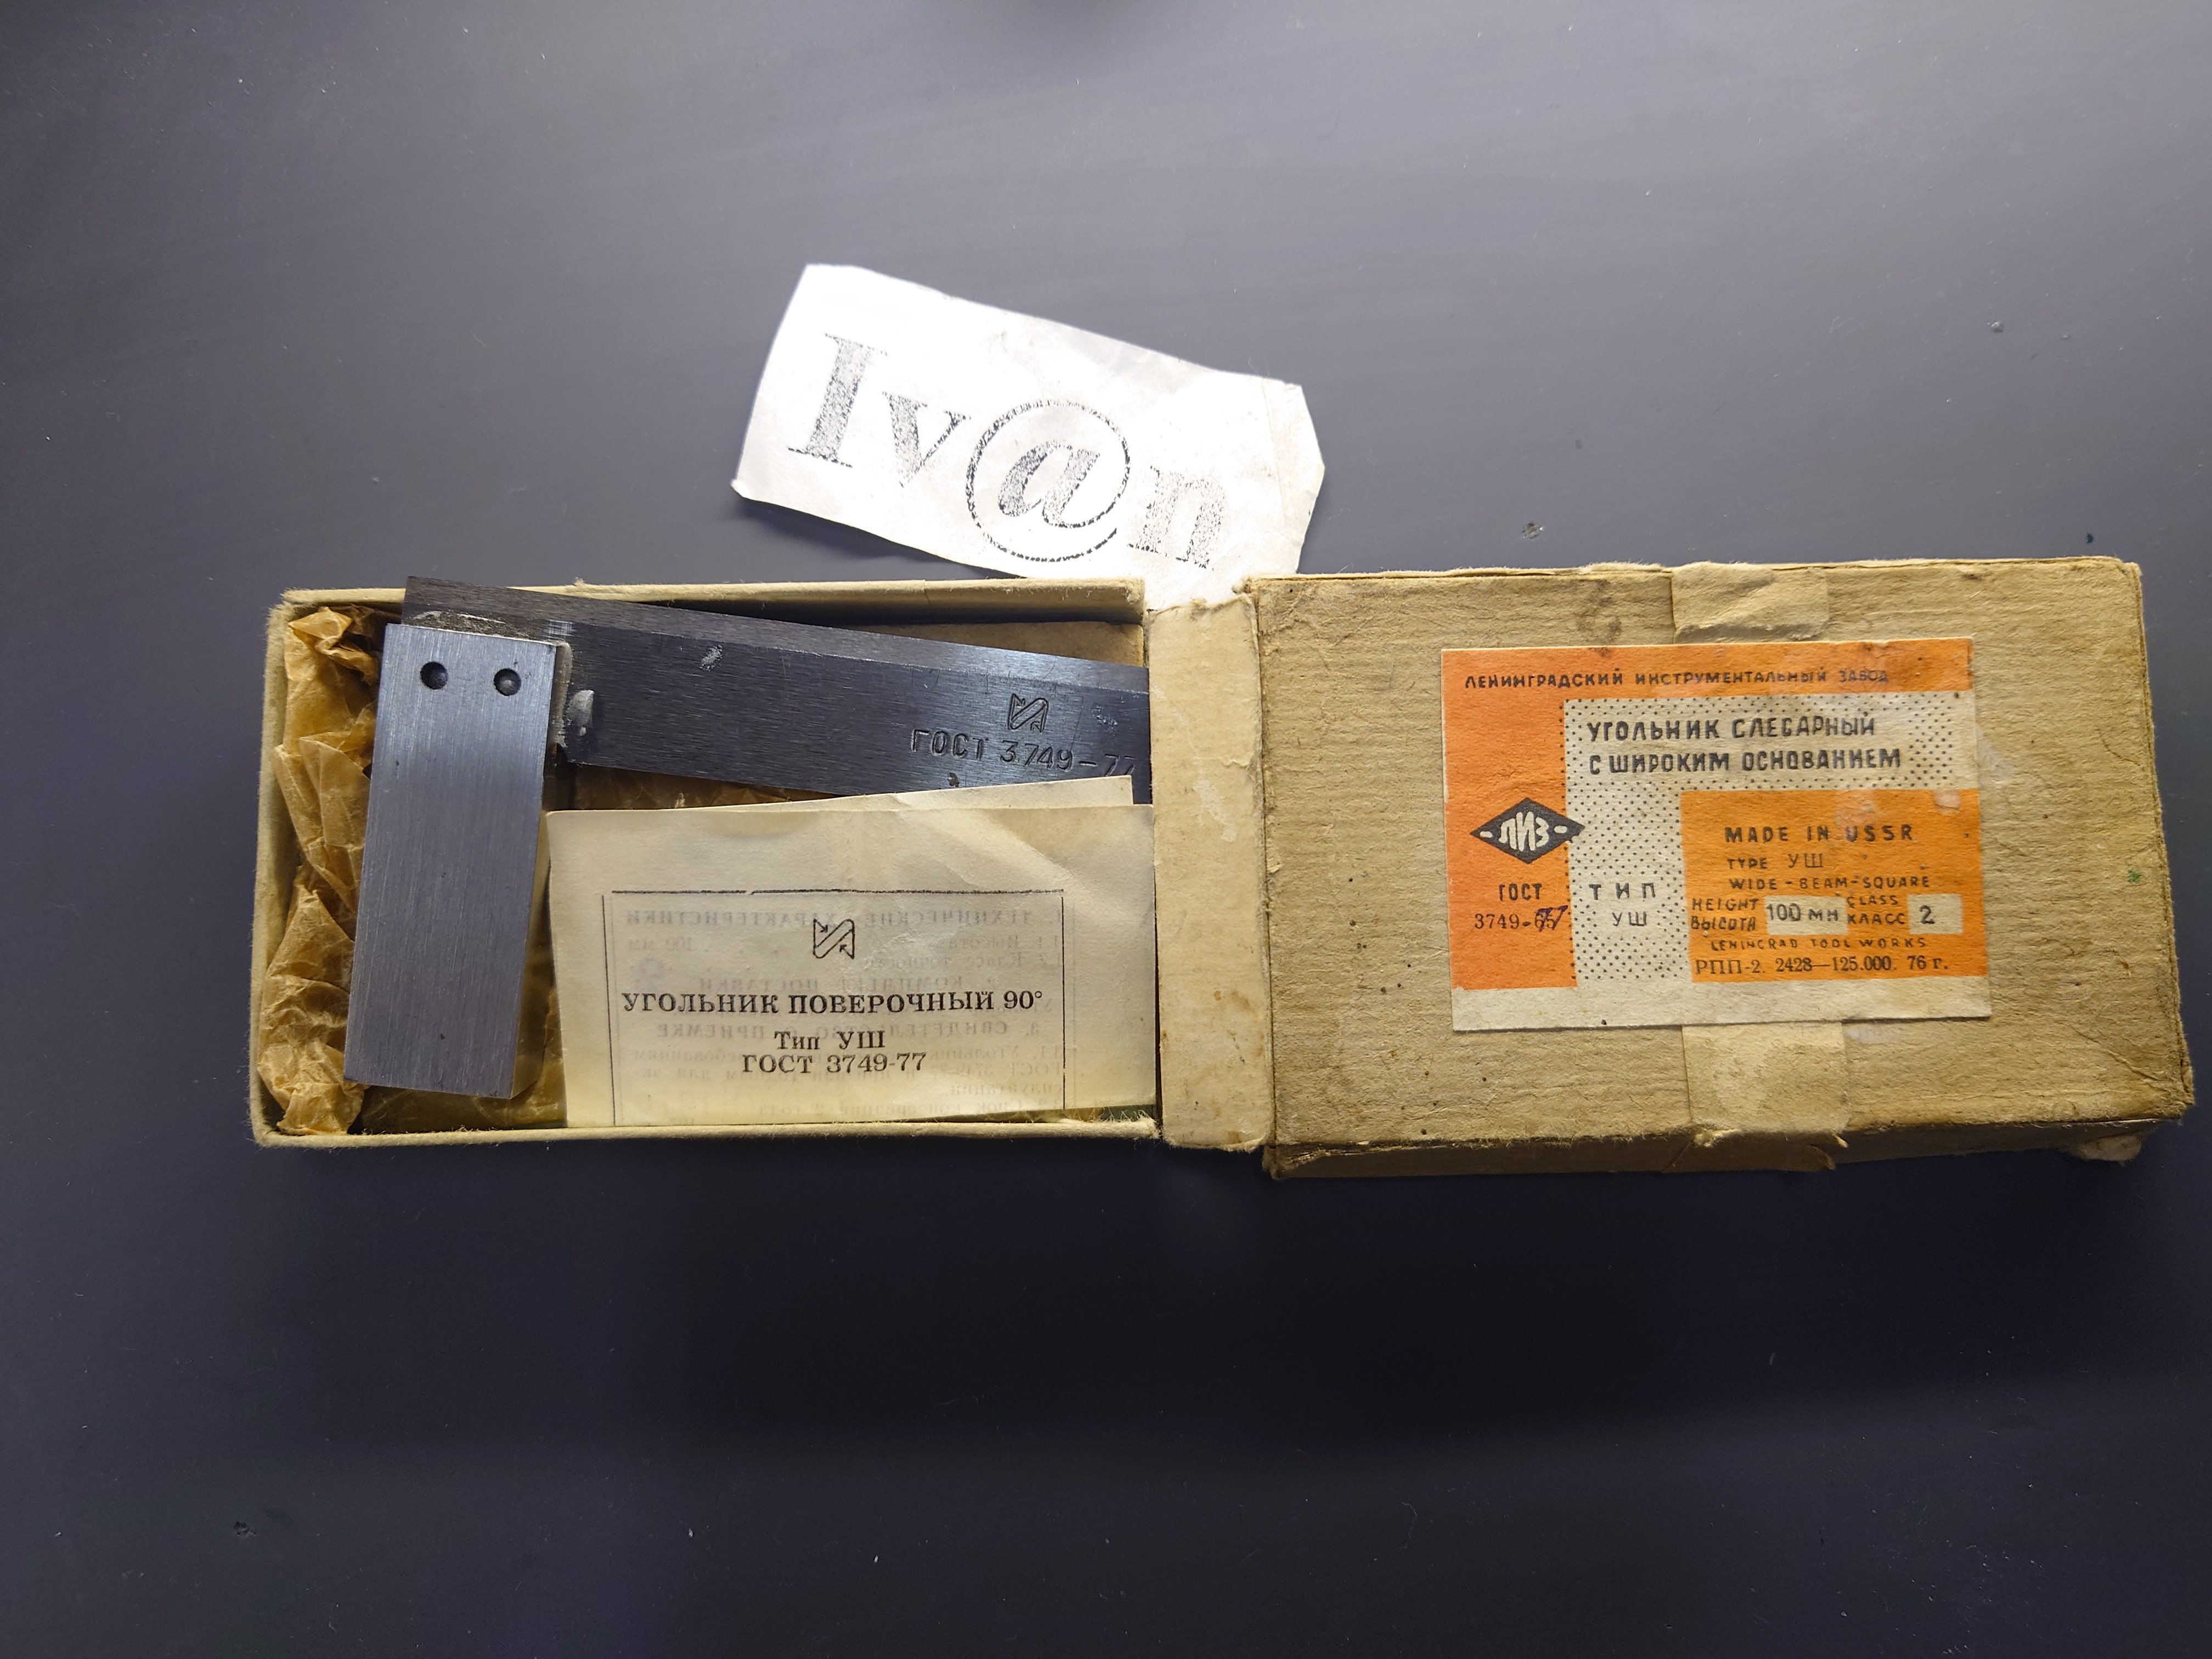 Iv@n
ГОСТ 3749-77
УГОЛЬНИК ПОВЕРОЧНЫЙ 90°
Тип УШ
ГОСТ 3749-77
ЛЕНИНГРАДСКИЙ ИНСТРУМЕНТАЛЬНЫЙ ЗАВОД
УГОЛЬНИК СЛЕСАРНЫЙ
С ШИРОКИМ ОСНОВАНИЕМ
ЛИЗ
ГОСТ
3749-77
ТИП
УШ
MADE IN USSR
TYPE УШ
WIDE-BEAM-SQUARE
HEIGHT
ВЫСОТА
100 мм
CLASS
КЛАСС
2
LENINGRAD TOOL WORKS
РПП-2. 2428—125.000. 76 г.